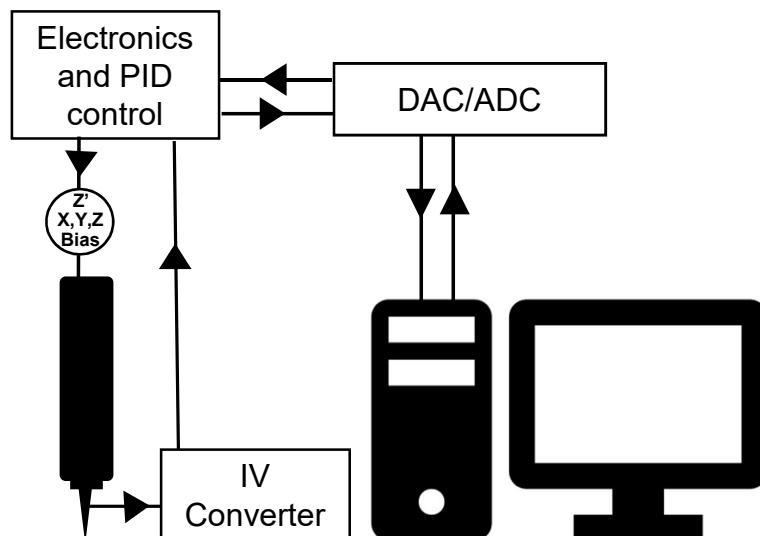 Electronics
and PID
control
DAC/ADC
Z'
X,Y,Z
Bias
IV
Converter